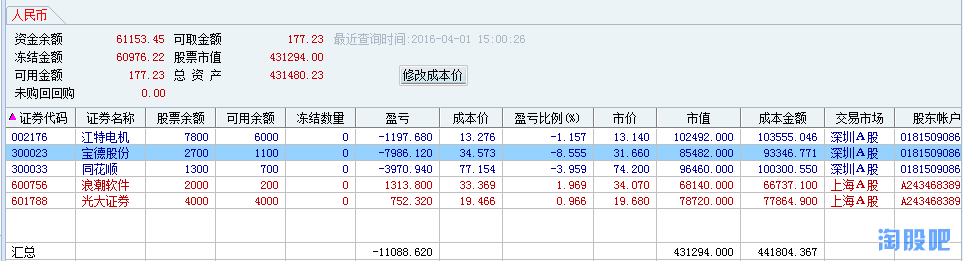 人民币
资金余额 61153.45 可取金额 177.23 最近查询时间:2016-04-01 15:00:26
冻结金额 60976.22 股票市值 431294.00
可用金额 177.23 总 资 产 431480.23 修改成本价
未购回回购 0.00
证券代码 证券名称 股票余额 可用余额 冻结数量 盈亏 成本价 盈亏比例(%) 市价 市值 成本金额 交易市场 股东帐户
002176 江特电机 7800 6000 0 -1197.680 13.276 -1.157 13.140 102492.000 103555.046 深圳A股 0181509086
300023 宝德股份 2700 1100 0 -7986.120 34.573 -8.555 31.660 85482.000 93346.771 深圳A股 0181509086
300033 同花顺 1300 700 0 -3970.940 77.154 -3.959 74.200 96460.000 100300.550 深圳A股 0181509086
600756 浪潮软件 2000 200 0 1313.800 33.369 1.969 34.070 68140.000 66737.100 上海A股 A243468389
601788 光大证券 4000 4000 0 752.320 19.466 0.966 19.680 78720.000 77864.900 上海A股 A243468389
汇总 -11088.620 431294.000 441804.367
淘股吧